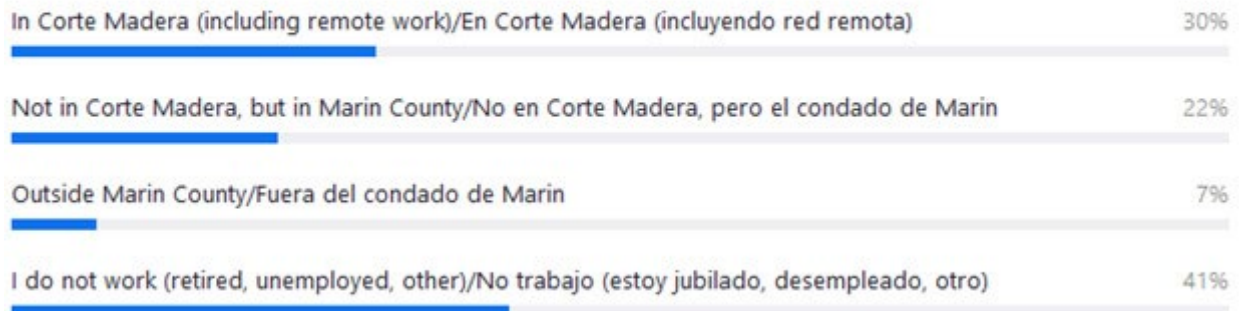 In Corte Madera (including remote work)/En Corte Madera (incluyendo red remota) 30%
Not in Corte Madera, but in Marin County/No en Corte Madera, pero el condado de Marin 22%
Outside Marin County/Fuera del condado de Marin 7%
I do not work (retired, unemployed, other)/No trabajo (estoy jubilado, desempleado, otro) 41%